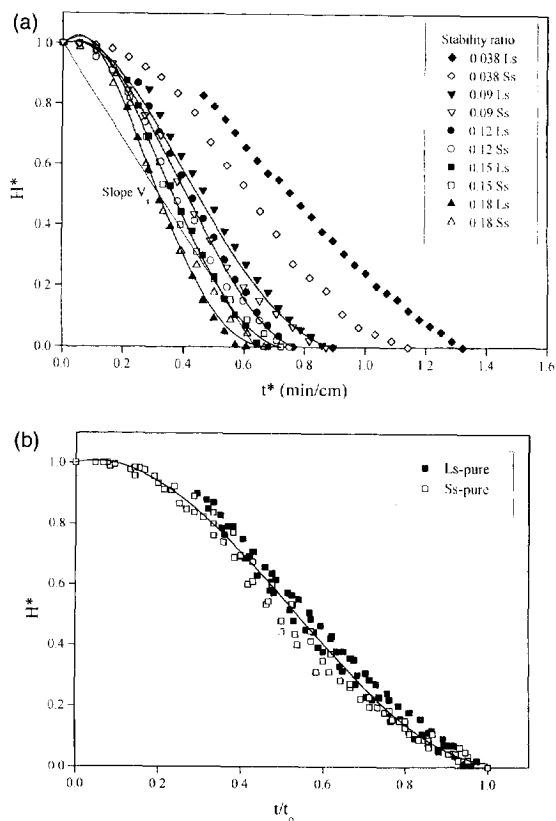 (a)
Stability ratio
0.038 Ls
0.038 Ss
0.09 Ls
0.09 Ss
0.12 Ls
0.12 Ss
0.15 Ls
0.15 Ss
0.18 Ls
0.18 Ss
1.0
0.8
0.6
0.4
0.2
0.0
H*
Slope V
0.0 0.2 0.4 0.6 0.8 1.0 1.2 1.4 1.6
t* (min/cm)
(b)
Ls-pure
Ss-pure
1.0
0.8
0.6
0.4
0.2
0.0
H*
0.0 0.2 0.4 0.6 0.8 1.0